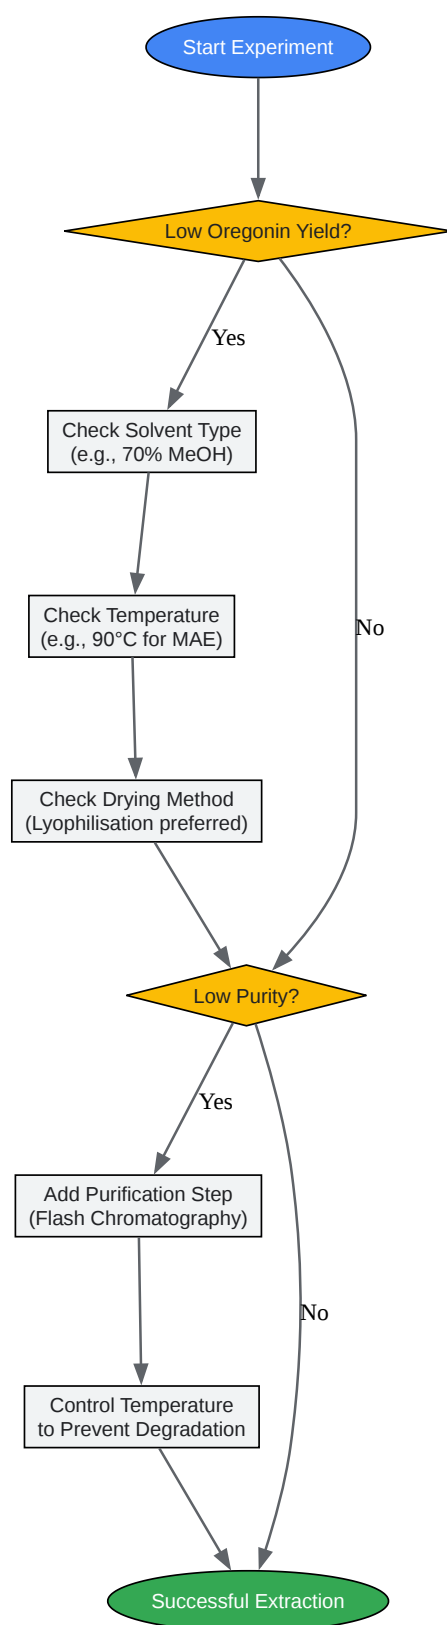 Start Experiment
Low Oregonin Yield?
Yes
Check Solvent Type
(e.g., 70% MeOH)
Check Temperature
(e.g., 90°C for MAE)
No
Check Drying Method
(Lyophilisation preferred)
Low Purity?
Yes
Add Purification Step
(Flash Chromatography)
No
Control Temperature
to Prevent Degradation
Successful Extraction